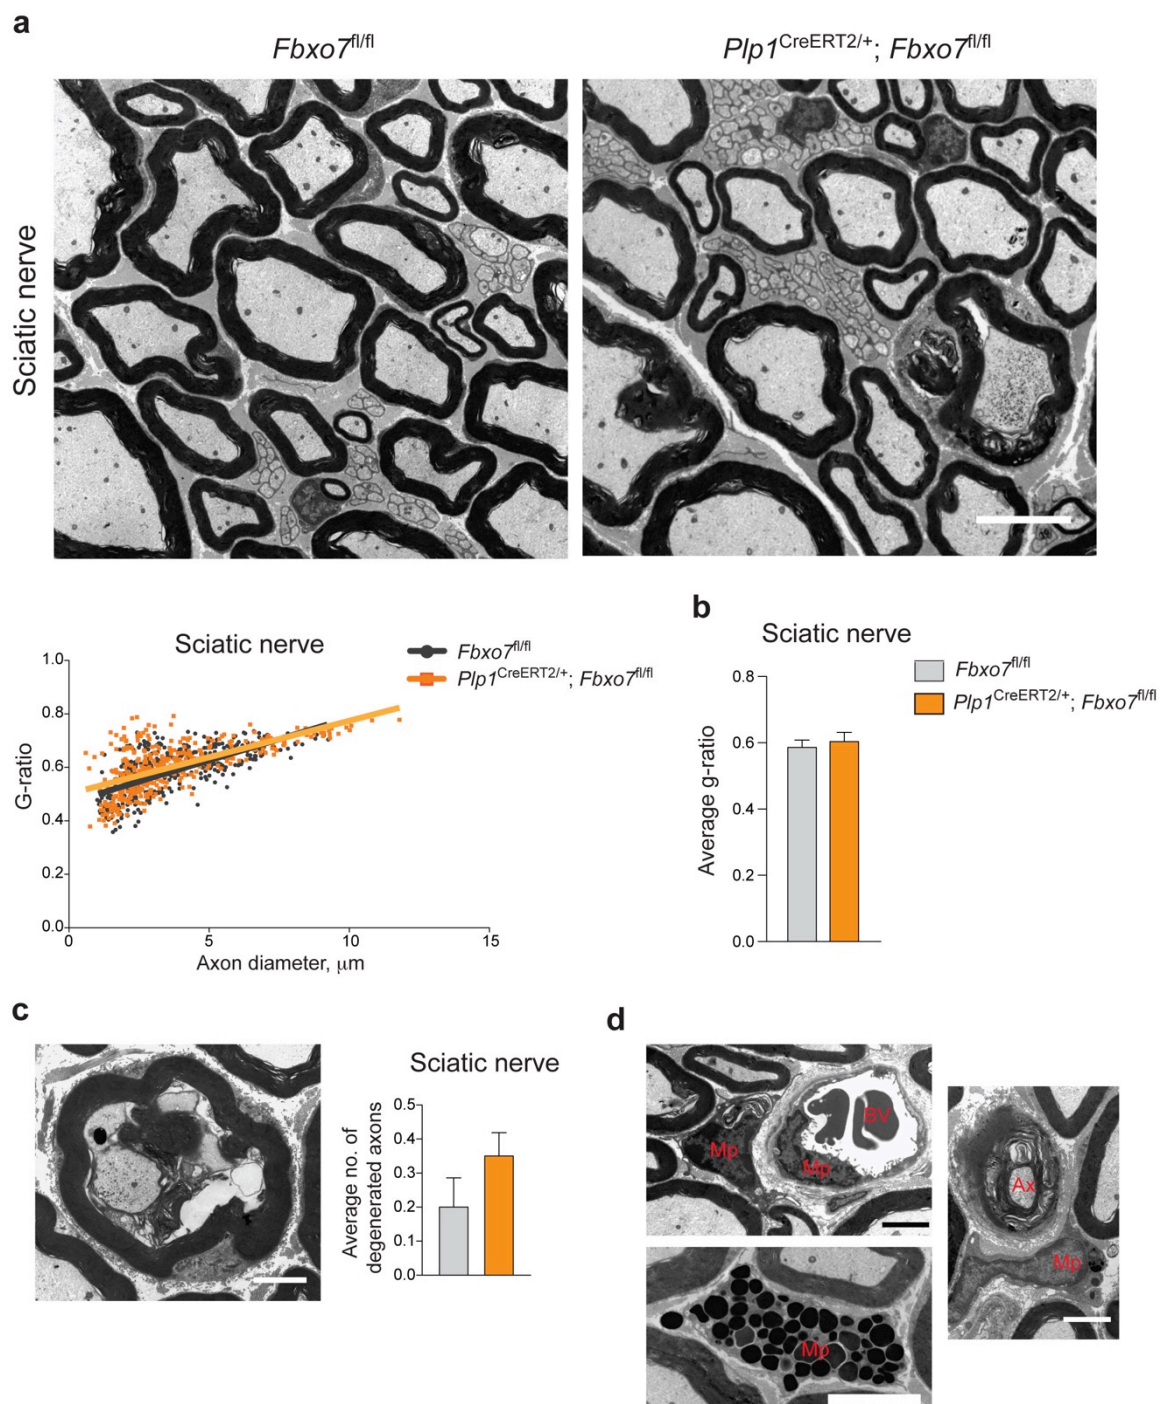 a
Fbxo7fl/fl
Plp1CreERT2/+; Fbxo7fl/fl
Sciatic nerve
Sciatic nerve
Fbxo7fl/fl
Plp1CreERT2/+; Fbxo7fl/fl
G-ratio
1.0
0.8
0.6
0.4
0.2
0.0
0
5
10
15
Axon diameter, μm
b
Sciatic nerve
Fbxo7fl/fl
Plp1CreERT2/+; Fbxo7fl/fl
Average g-ratio
0.8
0.6
0.4
0.2
0.0
c
Sciatic nerve
Average no. of
degenerated axons
0.5
0.4
0.3
0.2
0.1
0.0
d
BV
Mp
Mp
Ax
Mp
Mp